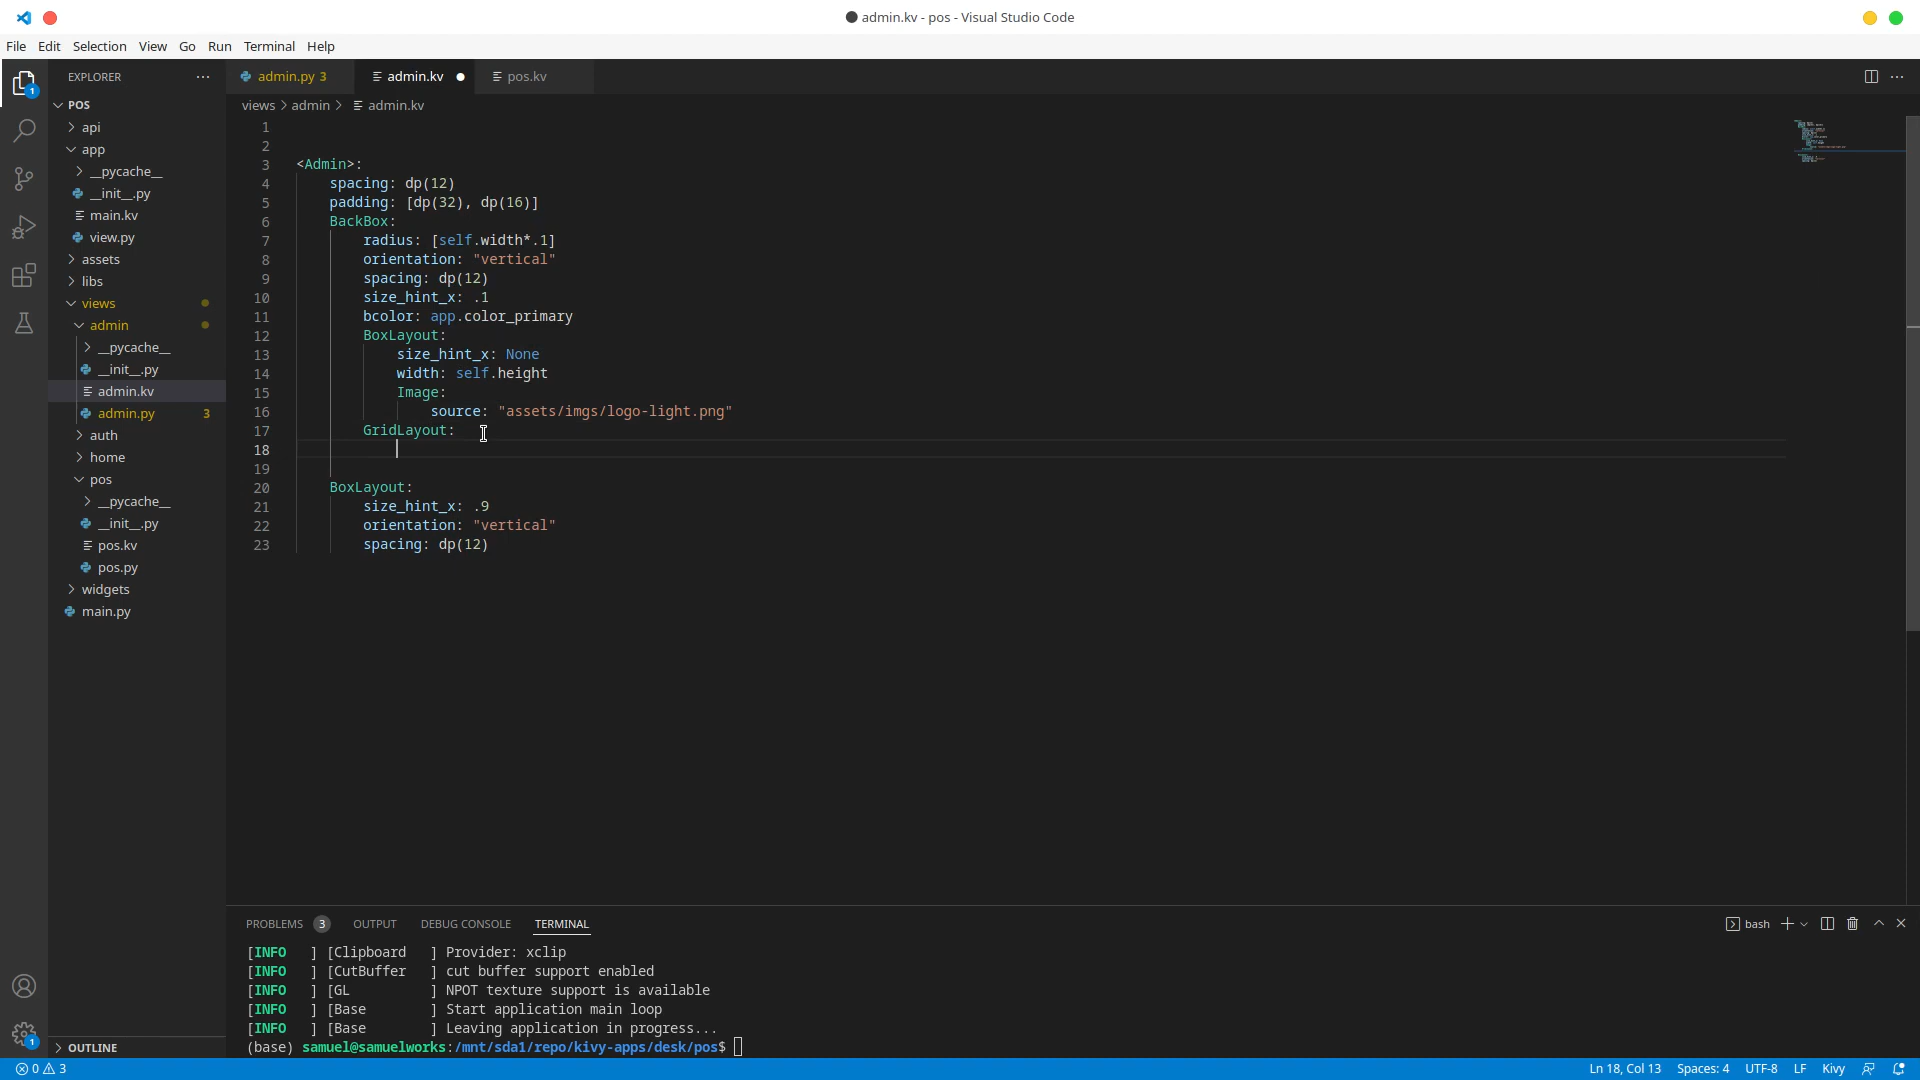 admin.kv - pos - Visual Studio Code
File Edit Selection View Go Run Terminal Help
EXPLORER
admin.py 3
admin.kv
pos.kv
views > admin > admin.kv
POS
api
app
__pycache__
__init__.py
main.kv
view.py
assets
libs
views
admin
__pycache__
__init__.py
admin.kv
admin.py 3
auth
home
pos
__pycache__
__init__.py
pos.kv
pos.py
widgets
main.py
OUTLINE
1
2
3 <Admin>:
4     spacing: dp(12)
5     padding: [dp(32), dp(16)]
6     BackBox:
7         radius: [self.width*.1]
8         orientation: "vertical"
9         spacing: dp(12)
10         size_hint_x: .1
11         bcolor: app.color_primary
12         BoxLayout:
13             size_hint_x: None
14             width: self.height
15             Image:
16                 source: "assets/imgs/logo-light.png"
17         GridLayout:
18
19
20     BoxLayout:
21         size_hint_x: .9
22         orientation: "vertical"
23         spacing: dp(12)
PROBLEMS 3 OUTPUT DEBUG CONSOLE TERMINAL
bash
[INFO   ] [Clipboard   ] Provider: xclip
[INFO   ] [CutBuffer   ] cut buffer support enabled
[INFO   ] [GL          ] NPOT texture support is available
[INFO   ] [Base        ] Start application main loop
[INFO   ] [Base        ] Leaving application in progress...
(base) samuel@samuelworks:/mnt/sda1/repo/kivy-apps/desk/pos$
1
1
0 3
Ln 18, Col 13 Spaces: 4 UTF-8 LF Kivy